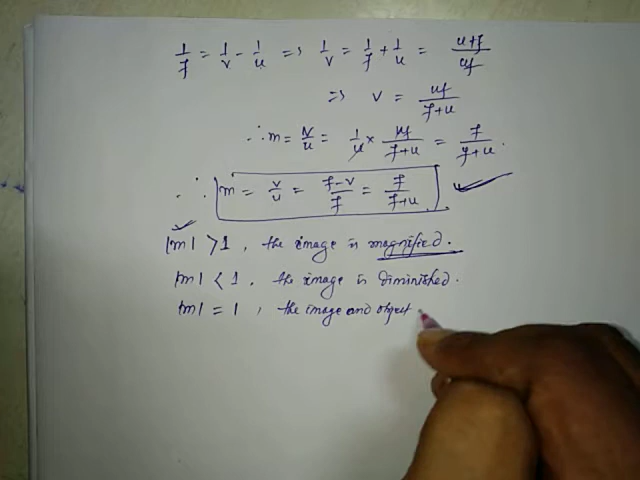 1/f = 1/v - 1/u => 1/v = 1/f + 1/u = u+f/uf
=> v = uf/f+u
∴ m = v/u = 1/u × uf/f+u = f/f+u.
∴ m = v/u = f-v/f = f/f+u
|m| > 1, the image is magnified.
|m| < 1, the image is diminished.
|m| = 1, the image and object